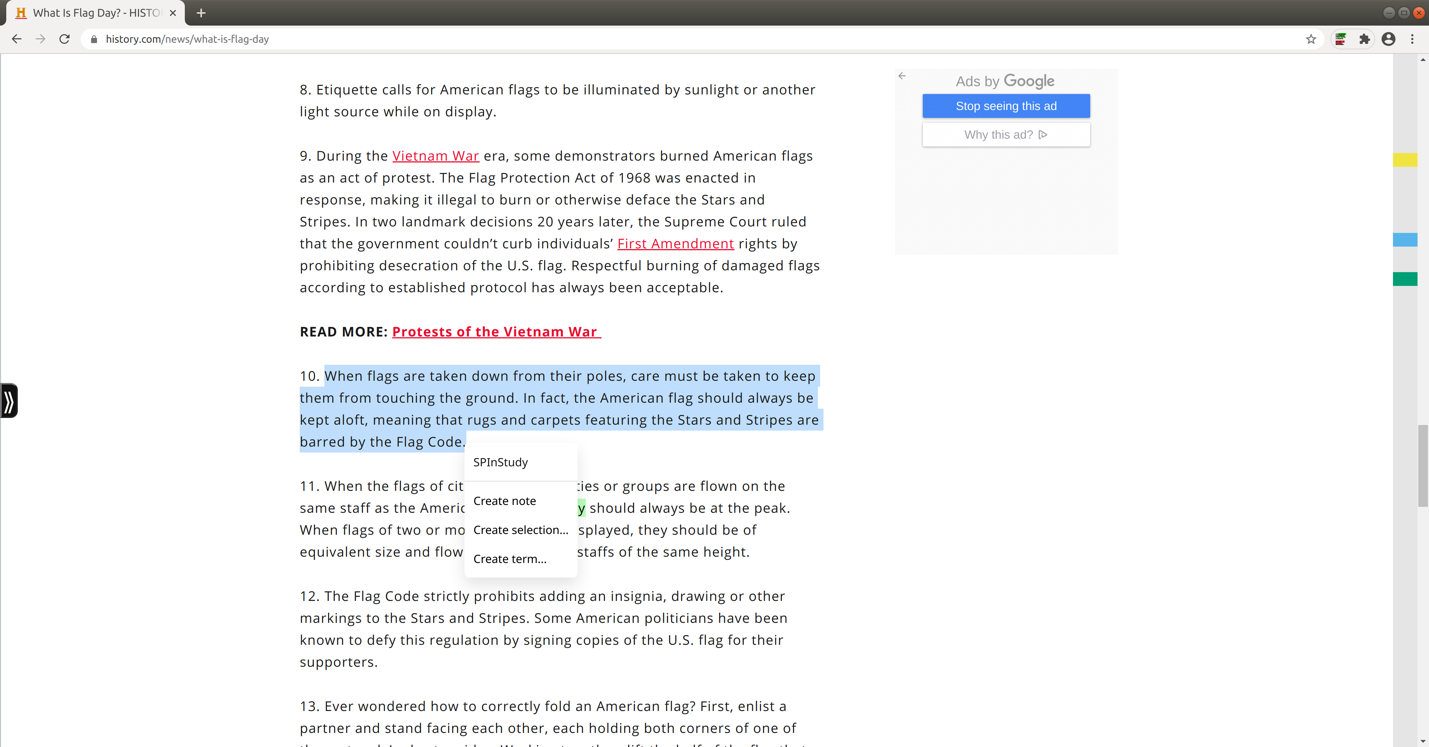 What Is Flag Day? - HISTO
history.com/news/what-is-flag-day
8. Etiquette calls for American flags to be illuminated by sunlight or another
light source while on display.
9. During the Vietnam War era, some demonstrators burned American flags
as an act of protest. The Flag Protection Act of 1968 was enacted in
response, making it illegal to burn or otherwise deface the Stars and
Stripes. In two landmark decisions 20 years later, the Supreme Court ruled
that the government couldn’t curb individuals’ First Amendment rights by
prohibiting desecration of the U.S. flag. Respectful burning of damaged flags
according to established protocol has always been acceptable.
READ MORE: Protests of the Vietnam War
10. When flags are taken down from their poles, care must be taken to keep
them from touching the ground. In fact, the American flag should always be
kept aloft, meaning that rugs and carpets featuring the Stars and Stripes are
barred by the Flag Code.
11. When the flags of cit ies or groups are flown on the
same staff as the Americ y should always be at the peak.
When flags of two or mo splayed, they should be of
equivalent size and flow staffs of the same height.
12. The Flag Code strictly prohibits adding an insignia, drawing or other
markings to the Stars and Stripes. Some American politicians have been
known to defy this regulation by signing copies of the U.S. flag for their
supporters.
13. Ever wondered how to correctly fold an American flag? First, enlist a
partner and stand facing each other, each holding both corners of one of
SPInStudy
Create note
Create selection...
Create term...
Ads by Google
Stop seeing this ad
Why this ad?